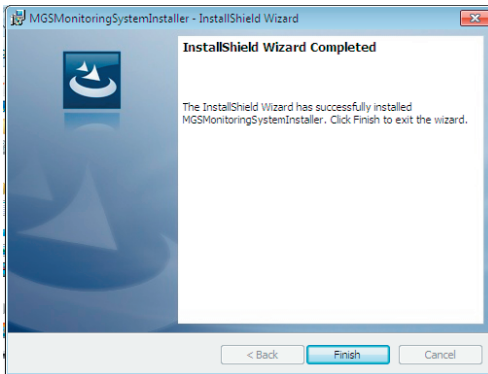 MGSMonitoringSystemInstaller - InstallShield Wizard
InstallShield Wizard Completed
The InstallShield Wizard has successfully installed
MGSMonitoringSystemInstaller. Click Finish to exit the wizard.
< Back
Finish
Cancel